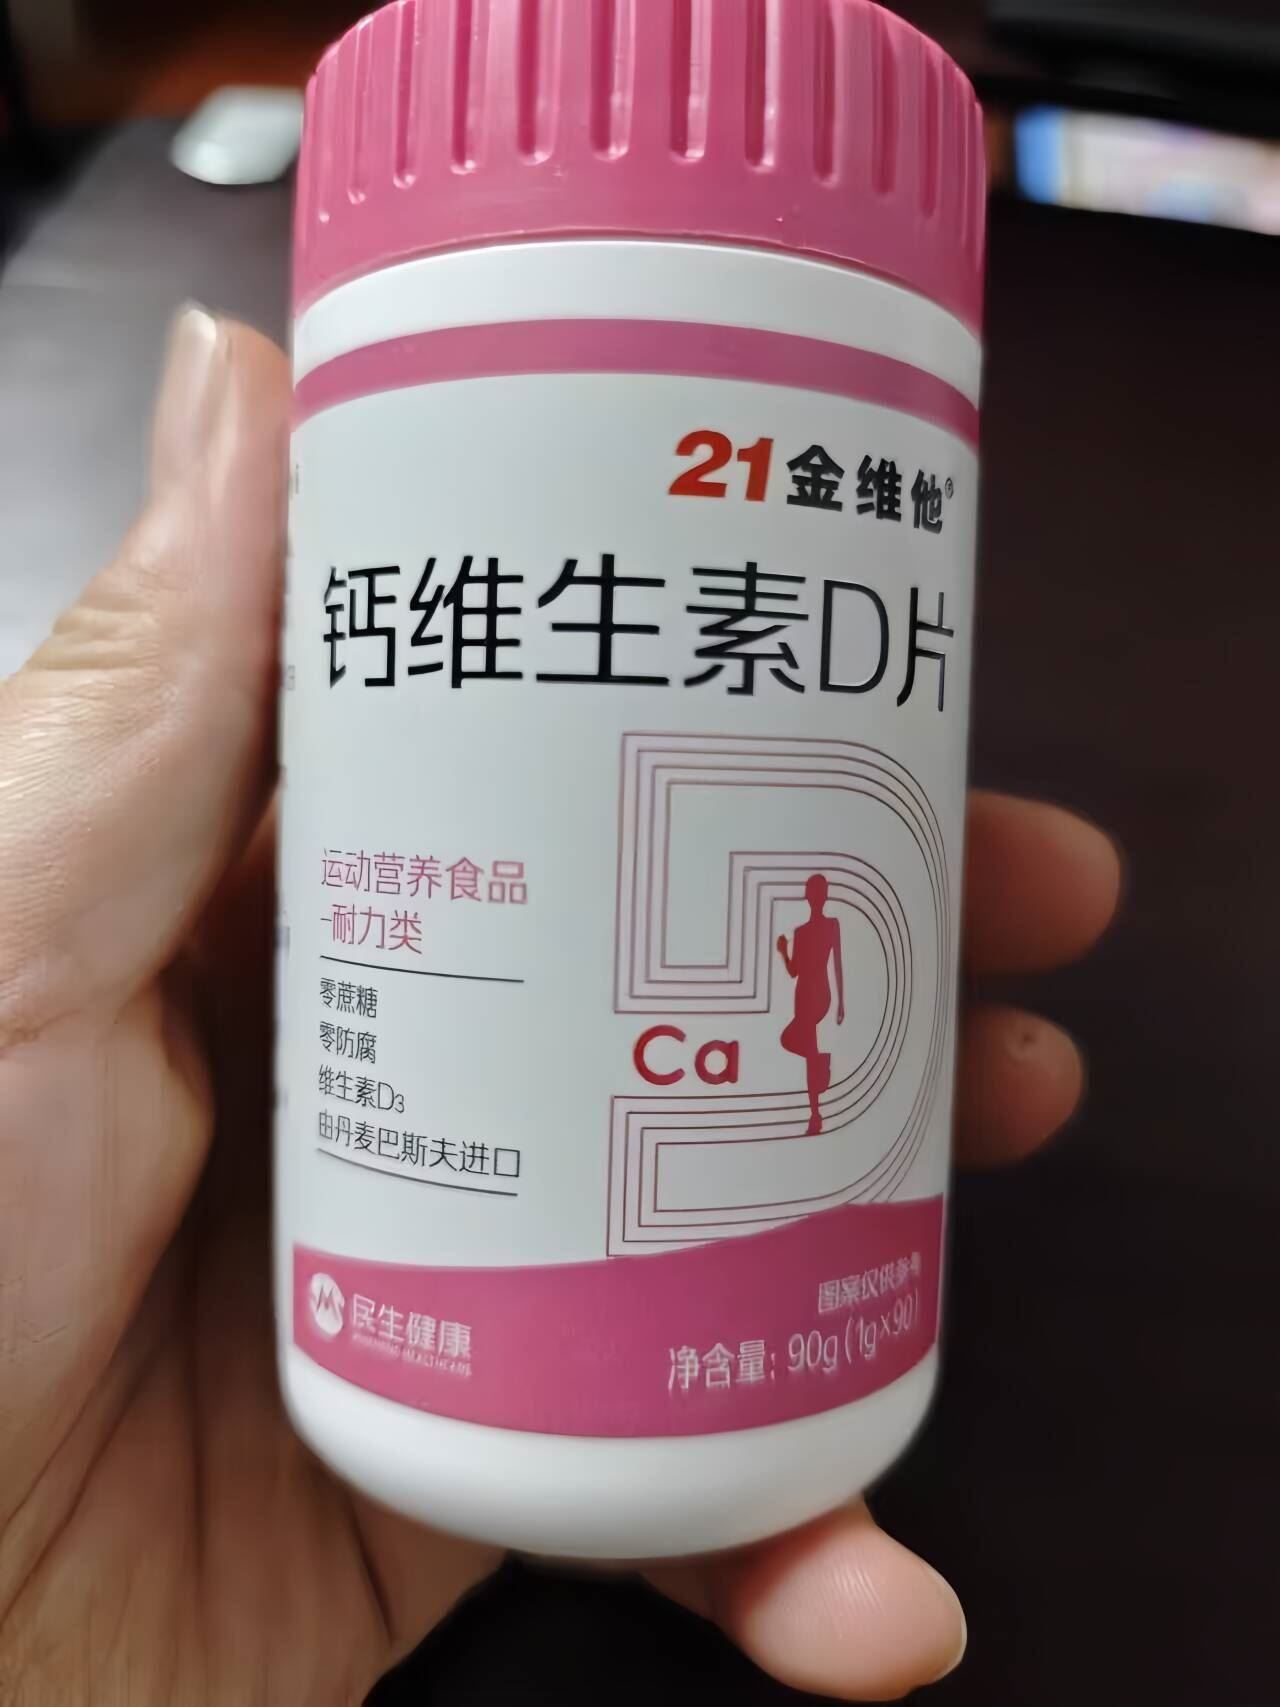 21金维他®
钙维生素D片
运动营养食品
-耐力类
零蔗糖
零防腐
维生素D3
由丹麦巴斯夫进口
Ca
民生健康
图案仅供参考
净含量: 90g (1g×90)